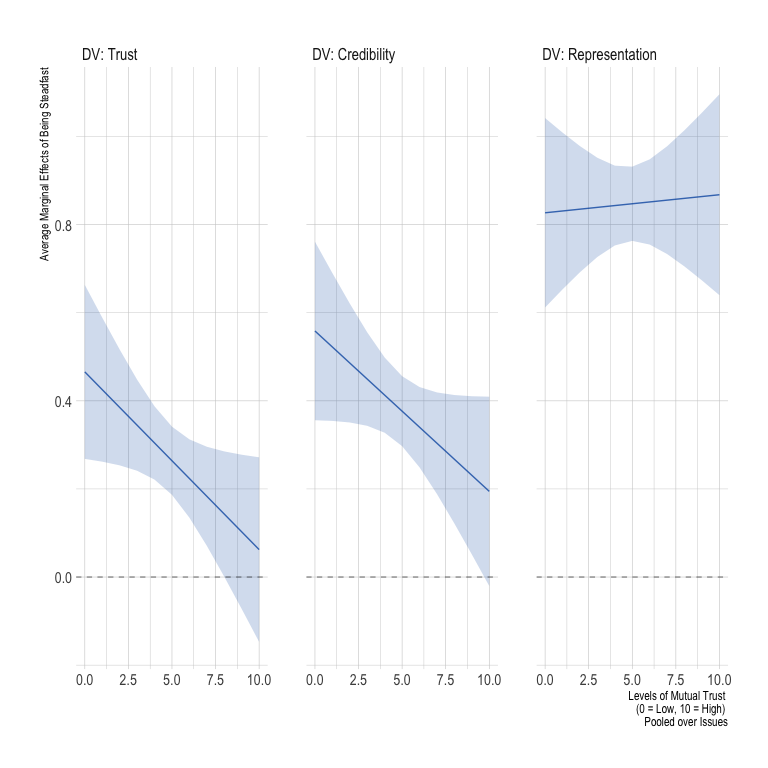 DV: Trust
DV: Credibility
DV: Representation
Average Marginal Effects of Being Steadfast
0.8
0.4
0.0
0.0 2.5 5.0 7.5 10.0
0.0 2.5 5.0 7.5 10.0
0.0 2.5 5.0 7.5 10.0
Levels of Mutual Trust
(0 = Low, 10 = High)
Pooled over Issues